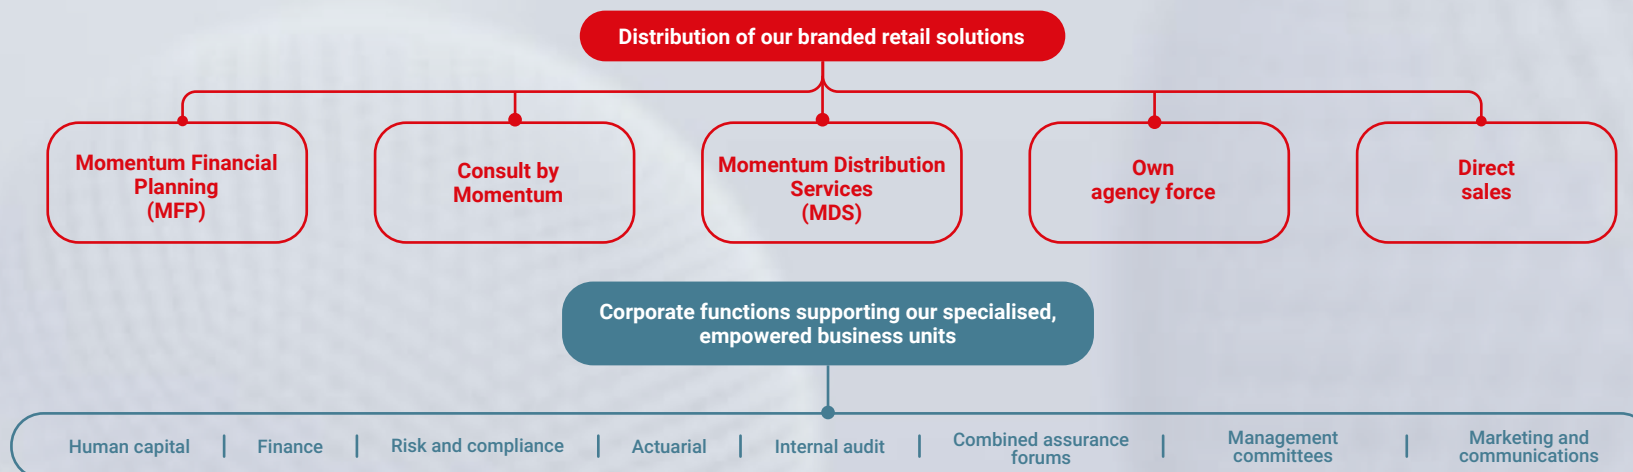 Distribution of our branded retail solutions
Momentum Financial
Planning
(MFP)
Consult by
Momentum
Momentum Distribution
Services
(MDS)
Own
agency force
Direct
sales
Corporate functions supporting our specialised,
empowered business units
Human capital
Finance
Risk and compliance
Actuarial
Internal audit
Combined assurance
forums
Management
committees
Marketing and
communications